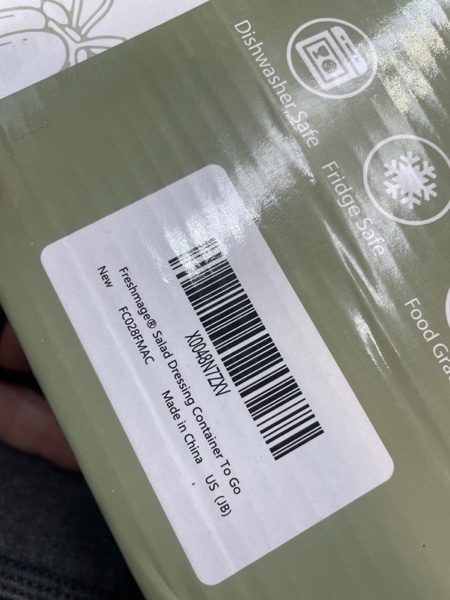 Dishwasher Safe
Fridge Safe
Food Gra
X0048N7ZXV
Freshmage® Salad Dressing Container To Go
New FC028FMAC Made in China US (JB)